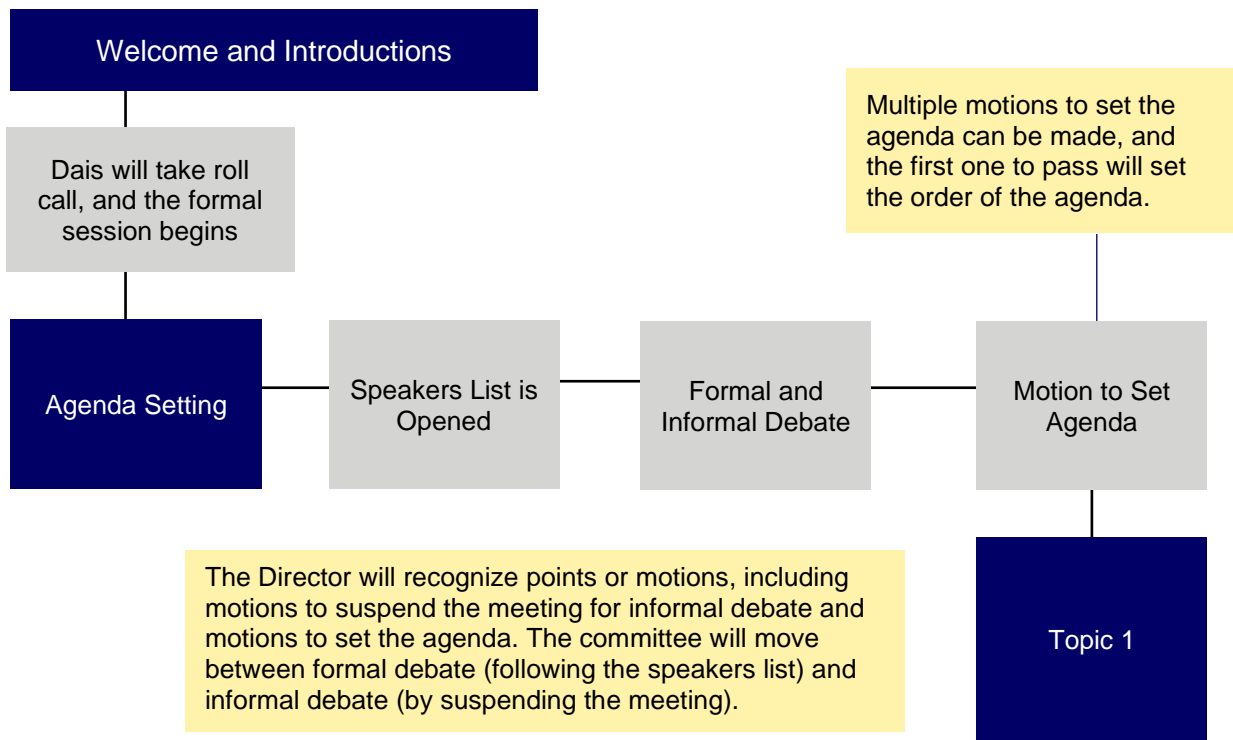 Welcome and Introductions
Dais will take roll
call, and the formal
session begins
Multiple motions to set the
agenda can be made, and
the first one to pass will set
the order of the agenda.
Agenda Setting
Speakers List is
Opened
Formal and
Informal Debate
Motion to Set
Agenda
The Director will recognize points or motions, including
motions to suspend the meeting for informal debate and
motions to set the agenda. The committee will move
between formal debate (following the speakers list) and
informal debate (by suspending the meeting).
Topic 1